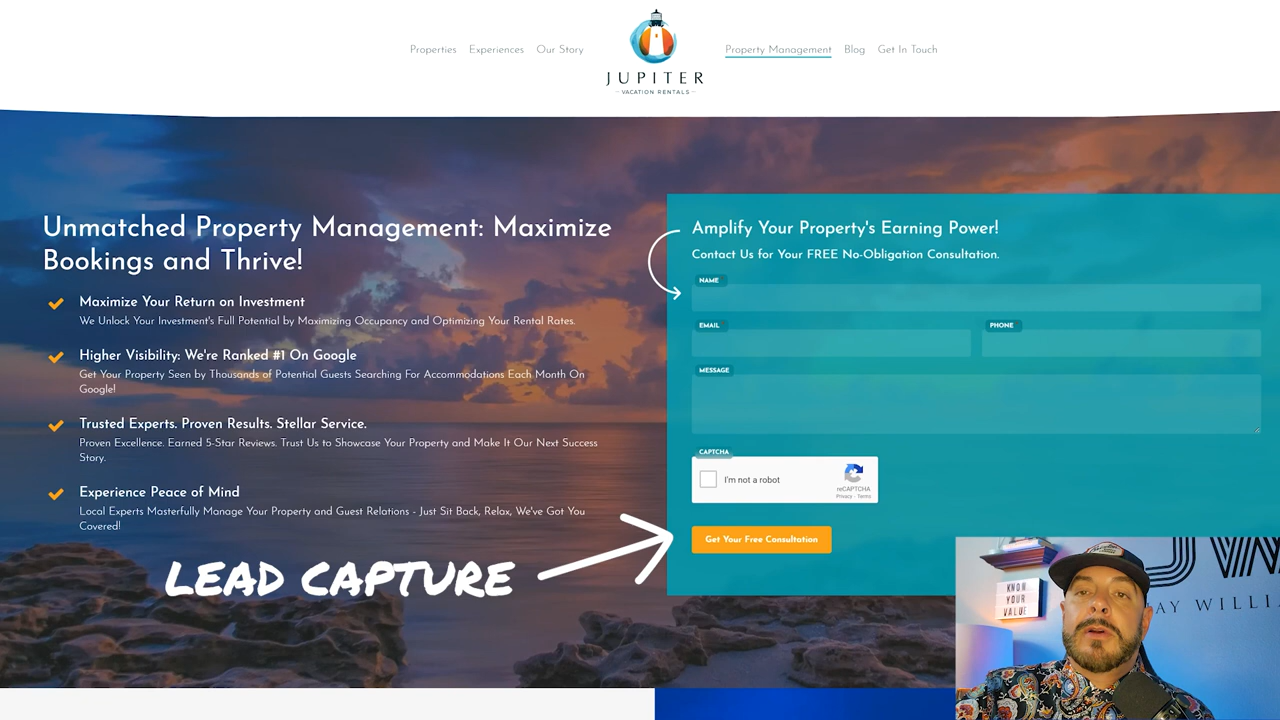 Properties
Experiences
Our Story
JUPITER
VACATION RENTALS
Property Management
Blog
Get In Touch
Unmatched Property Management: Maximize
Bookings and Thrive!
Maximize Your Return on Investment
We Unlock Your Investment's Full Potential by Maximizing Occupancy and Optimizing Your Rental Rates.
Higher Visibility: We're Ranked #1 On Google
Get Your Property Seen by Thousands of Potential Guests Searching For Accommodations Each Month On
Google!
Trusted Experts. Proven Results. Stellar Service.
Proven Excellence. Earned 5-Star Reviews. Trust Us to Showcase Your Property and Make It Our Next Success
Story.
Experience Peace of Mind
Local Experts Masterfully Manage Your Property and Guest Relations - Just Sit Back, Relax, We've Got You
Covered!
LEAD CAPTURE
Amplify Your Property's Earning Power!
Contact Us for Your FREE No-Obligation Consultation.
NAME
EMAIL
PHONE
MESSAGE
CAPTCHA
I'm not a robot
reCAPTCHA
Privacy - Terms
Get Your Free Consultation
KNOW
YOUR
VALUE
JW
AY WILLI